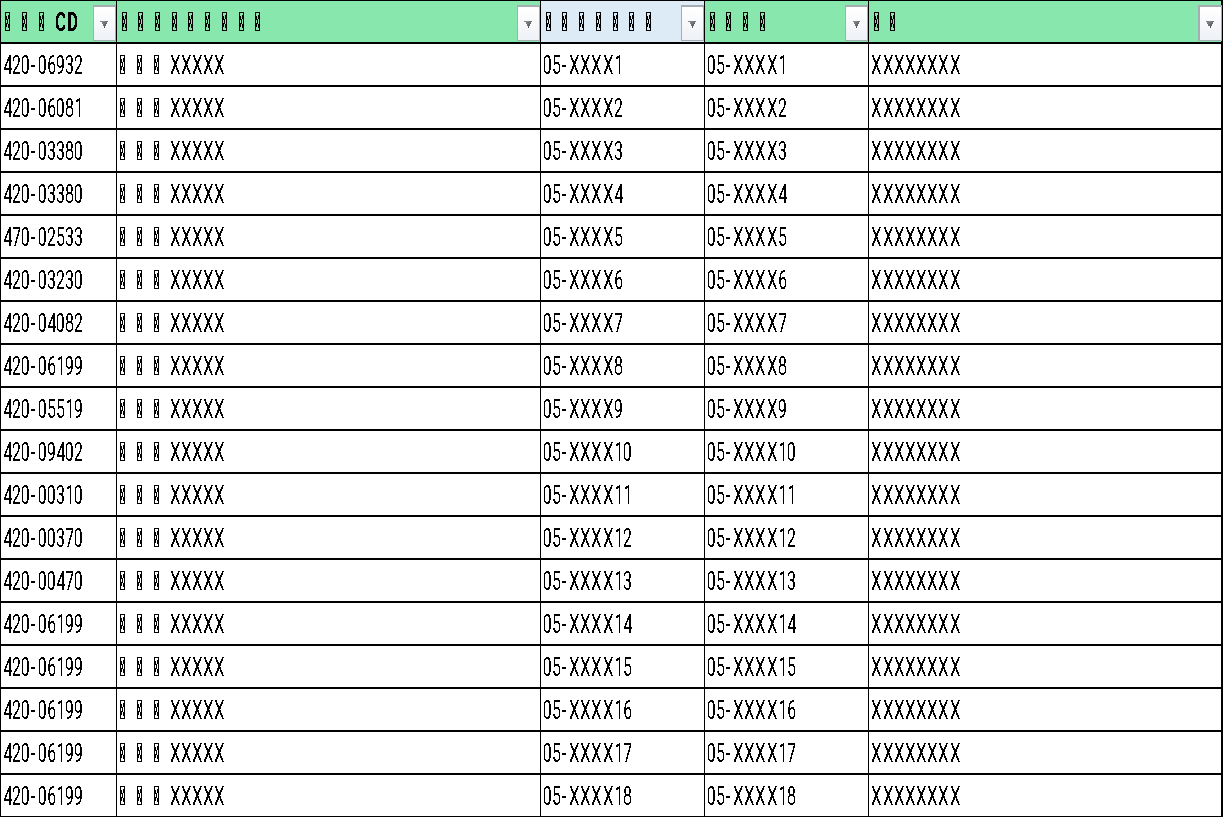 CD
420-06932 XXXXX 05-XXXX1 05-XXXX1 XXXXXXXX
420-06081 XXXXX 05-XXXX2 05-XXXX2 XXXXXXXX
420-03380 XXXXX 05-XXXX3 05-XXXX3 XXXXXXXX
420-03380 XXXXX 05-XXXX4 05-XXXX4 XXXXXXXX
470-02533 XXXXX 05-XXXX5 05-XXXX5 XXXXXXXX
420-03230 XXXXX 05-XXXX6 05-XXXX6 XXXXXXXX
420-04082 XXXXX 05-XXXX7 05-XXXX7 XXXXXXXX
420-06199 XXXXX 05-XXXX8 05-XXXX8 XXXXXXXX
420-05519 XXXXX 05-XXXX9 05-XXXX9 XXXXXXXX
420-09402 XXXXX 05-XXXX10 05-XXXX10 XXXXXXXX
420-00310 XXXXX 05-XXXX11 05-XXXX11 XXXXXXXX
420-00370 XXXXX 05-XXXX12 05-XXXX12 XXXXXXXX
420-00470 XXXXX 05-XXXX13 05-XXXX13 XXXXXXXX
420-06199 XXXXX 05-XXXX14 05-XXXX14 XXXXXXXX
420-06199 XXXXX 05-XXXX15 05-XXXX15 XXXXXXXX
420-06199 XXXXX 05-XXXX16 05-XXXX16 XXXXXXXX
420-06199 XXXXX 05-XXXX17 05-XXXX17 XXXXXXXX
420-06199 XXXXX 05-XXXX18 05-XXXX18 XXXXXXXX